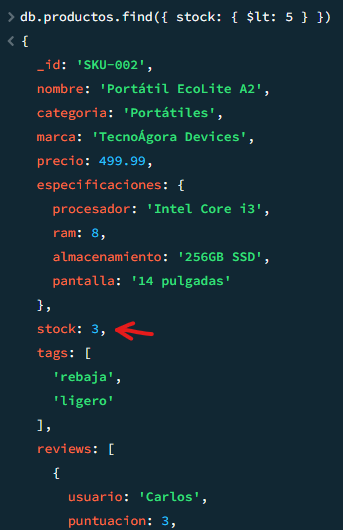 > db.productos.find({ stock: { $lt: 5 } })
< {
_id: 'SKU-002',
nombre: 'Portátil EcoLite A2',
categoria: 'Portátiles',
marca: 'TecnoÁgora Devices',
precio: 499.99,
especificaciones: {
procesador: 'Intel Core i3',
ram: 8,
almacenamiento: '256GB SSD',
pantalla: '14 pulgadas'
},
stock: 3,
tags: [
'rebaja',
'ligero'
],
reviews: [
{
usuario: 'Carlos',
puntuacion: 3,